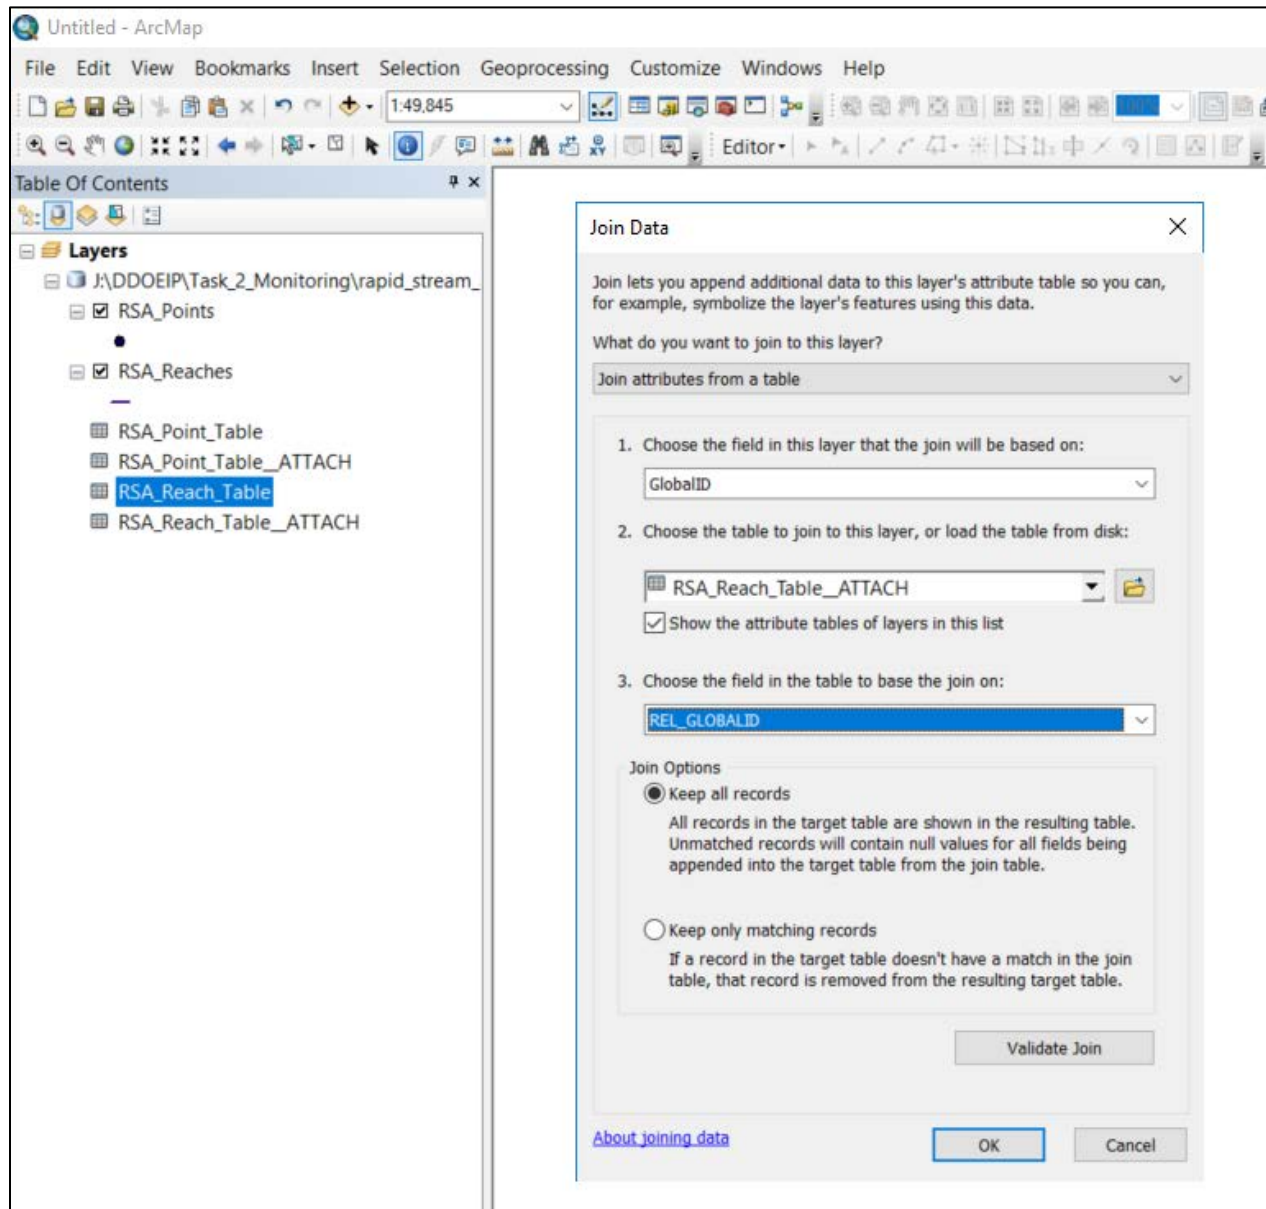 Untitled - ArcMap
File Edit View Bookmarks Insert Selection Geoprocessing Customize Windows Help
1:49,845
100%
Editor
Table Of Contents
Layers
J:\DDOEIP\Task_2_Monitoring\rapid_stream_
RSA_Points
RSA_Reaches
RSA_Point_Table
RSA_Point_Table__ATTACH
RSA_Reach_Table
RSA_Reach_Table__ATTACH
Join Data
Join lets you append additional data to this layer's attribute table so you can,
for example, symbolize the layer's features using this data.
What do you want to join to this layer?
Join attributes from a table
1. Choose the field in this layer that the join will be based on:
GlobalID
2. Choose the table to join to this layer, or load the table from disk:
RSA_Reach_Table__ATTACH
Show the attribute tables of layers in this list
3. Choose the field in the table to base the join on:
REL_GLOBALID
Join Options
Keep all records
All records in the target table are shown in the resulting table.
Unmatched records will contain null values for all fields being
appended into the target table from the join table.
Keep only matching records
If a record in the target table doesn't have a match in the join
table, that record is removed from the resulting target table.
Validate Join
About joining data
OK
Cancel